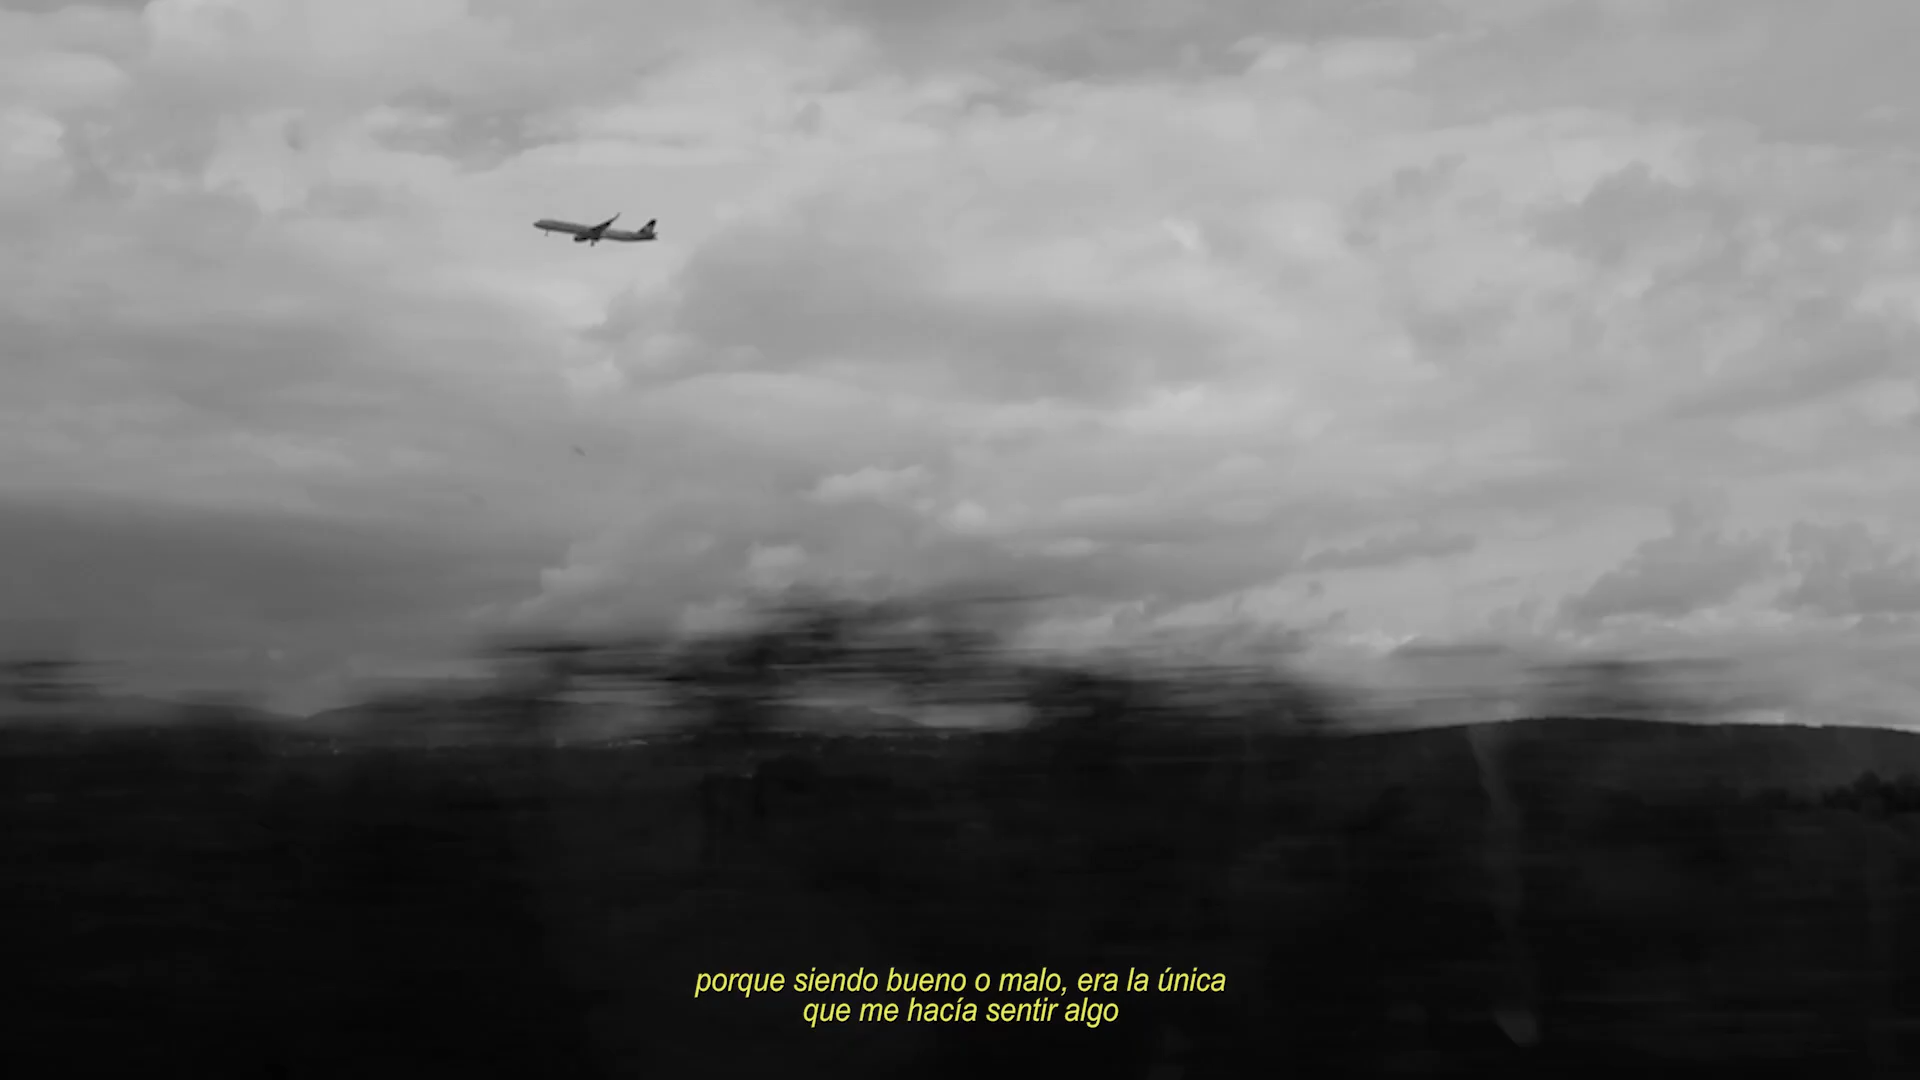 porque siendo bueno o malo, era la única
que me hacía sentir algo